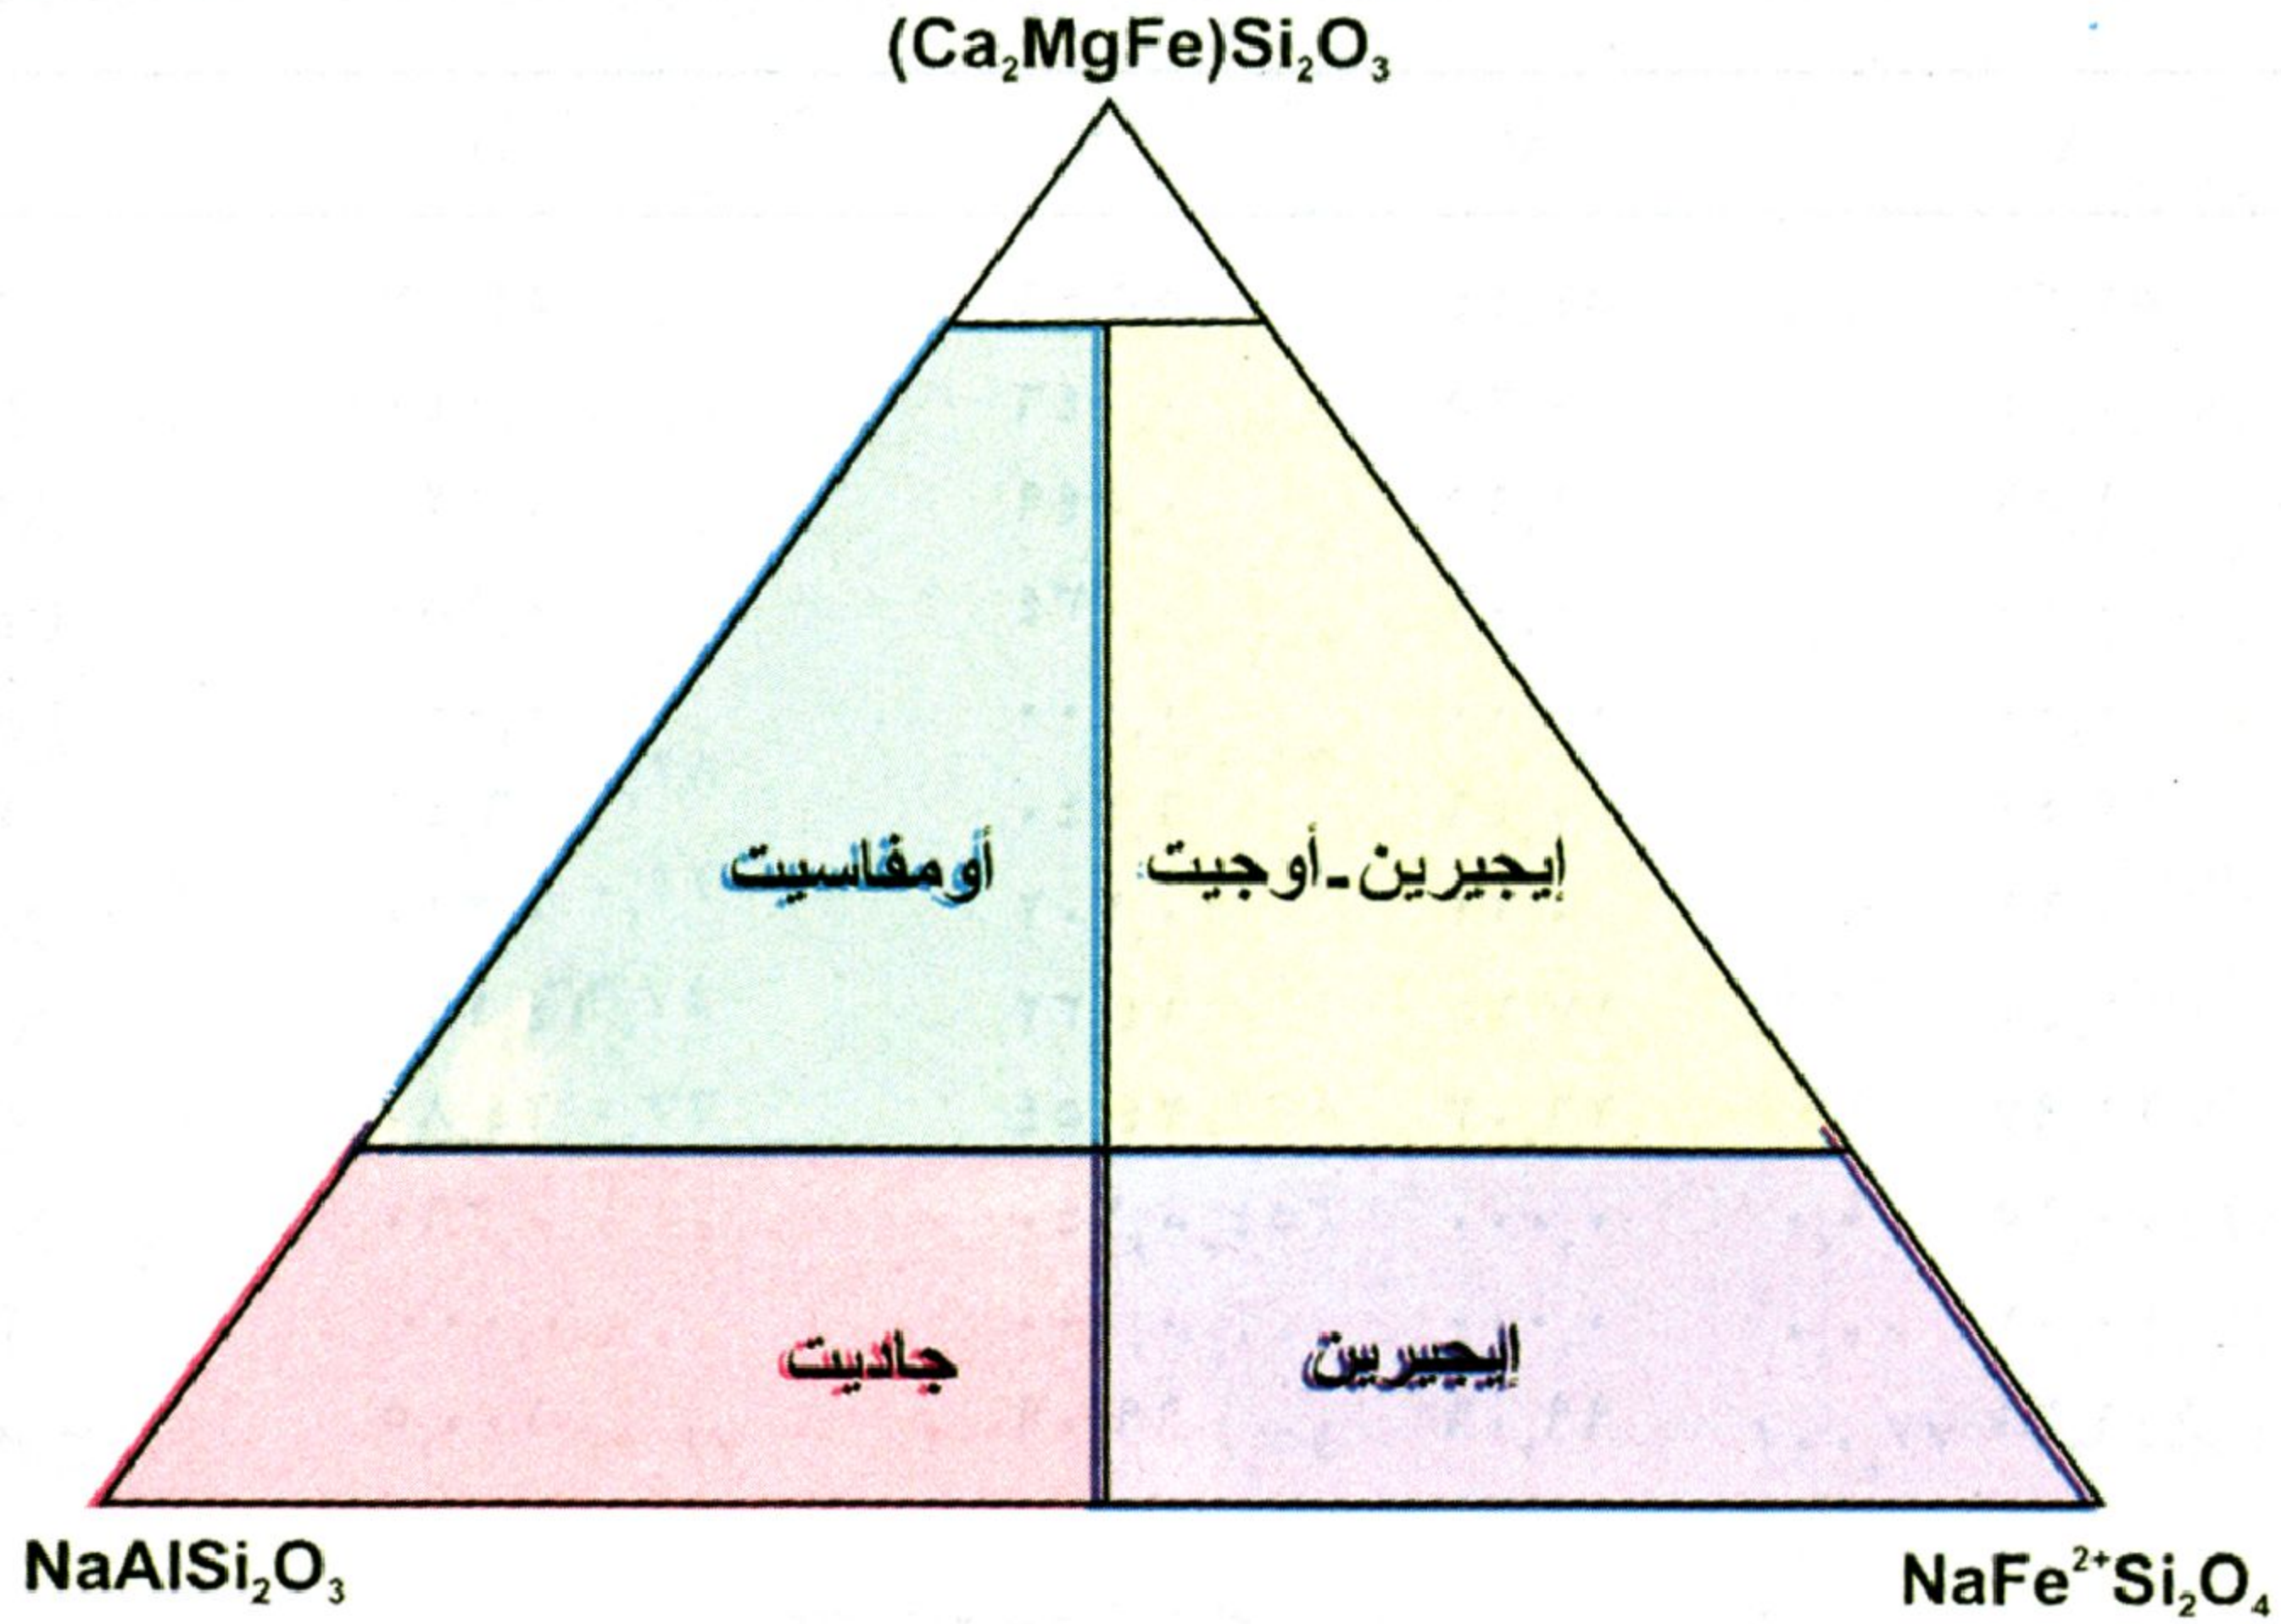 (Ca₂MgFe)Si₂O₃
أومفاسيت
إيجيرين-أوجيت
جاديت
إيجيرين
NaAlSi₂O₃
NaFe²⁺Si₂O₄